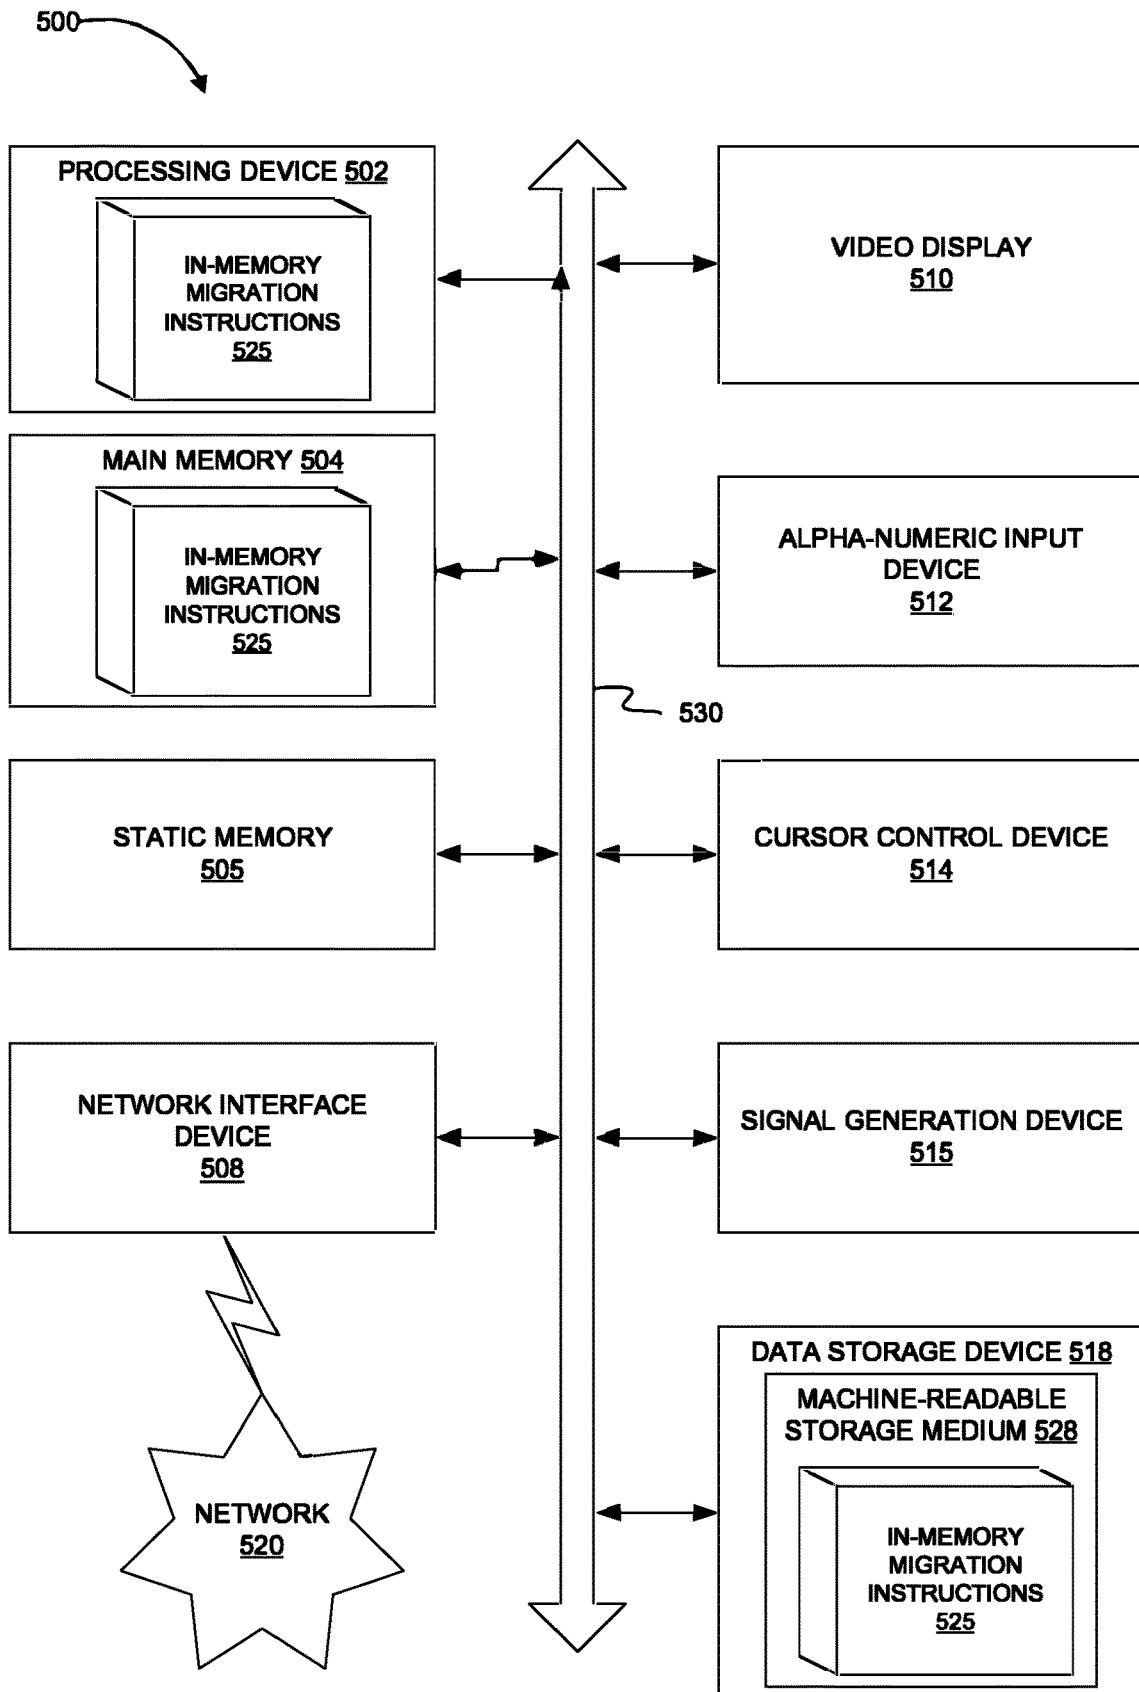 500
PROCESSING DEVICE 502
IN-MEMORY
MIGRATION
INSTRUCTIONS
525
MAIN MEMORY 504
IN-MEMORY
MIGRATION
INSTRUCTIONS
525
STATIC MEMORY
505
NETWORK INTERFACE
DEVICE
508
NETWORK
520
530
VIDEO DISPLAY
510
ALPHA-NUMERIC INPUT
DEVICE
512
CURSOR CONTROL DEVICE
514
SIGNAL GENERATION DEVICE
515
DATA STORAGE DEVICE 518
MACHINE-READABLE
STORAGE MEDIUM 528
IN-MEMORY
MIGRATION
INSTRUCTIONS
525